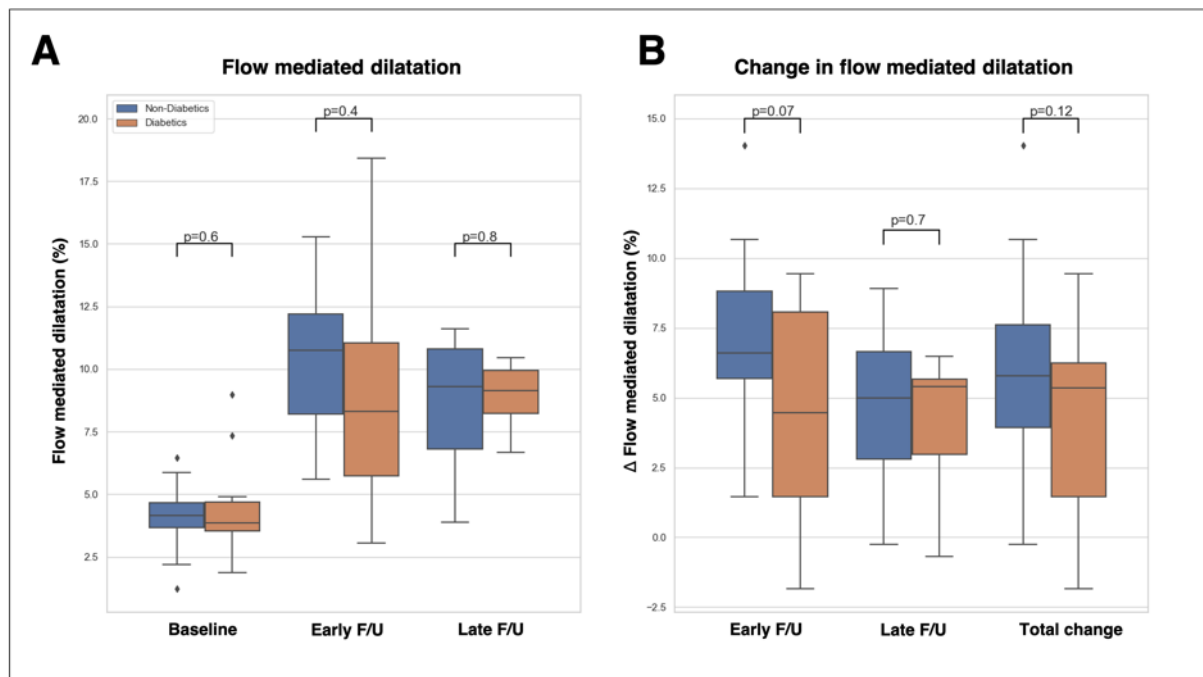 A
Flow mediated dilatation
Non-Diabetics
Diabetics
20.0
17.5
15.0
12.5
10.0
7.5
5.0
2.5
Flow mediated dilatation (%)
p=0.6
p=0.4
p=0.8
Baseline
Early F/U
Late F/U
B
Change in flow mediated dilatation
15.0
12.5
10.0
7.5
5.0
2.5
0.0
−2.5
Δ Flow mediated dilatation (%)
p=0.07
p=0.7
p=0.12
Early F/U
Late F/U
Total change